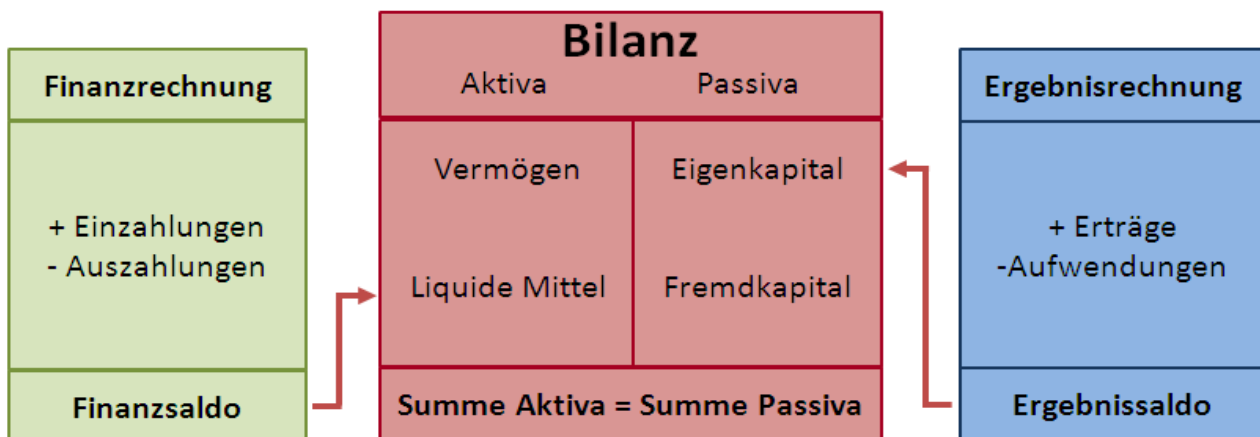 Finanzrechnung
+ Einzahlungen
- Auszahlungen
Finanzsaldo
Bilanz
Aktiva Passiva
Vermögen Eigenkapital
Liquide Mittel Fremdkapital
Summe Aktiva = Summe Passiva
Ergebnisrechnung
+ Erträge
-Aufwendungen
Ergebnissaldo